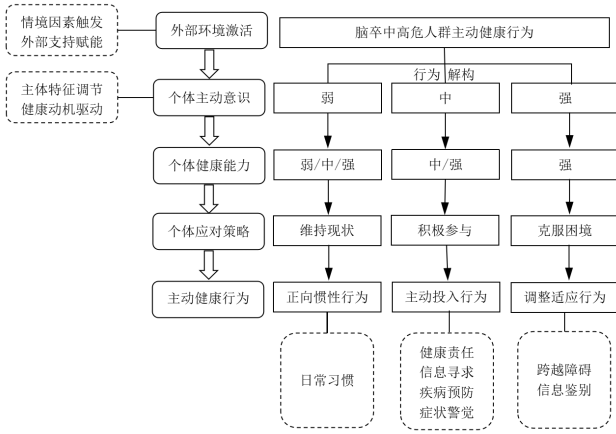 情境因素触发
外部支持赋能
外部环境激活
脑卒中高危人群主动健康行为
行为 解构
主体特征调节
健康动机驱动
个体主动意识
弱
中
强
个体健康能力
弱/中/强
中/强
强
个体应对策略
维持现状
积极参与
克服困境
主动健康行为
正向惯性行为
主动投入行为
调整适应行为
日常习惯
健康责任
信息寻求
疾病预防
症状警觉
跨越障碍
信息鉴别